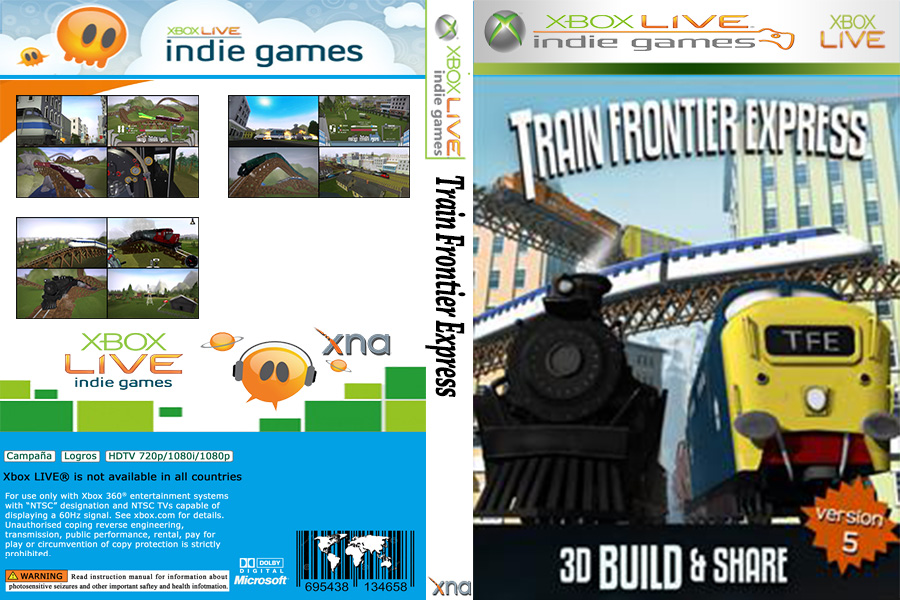 XBOX LIVE
indie games
XBOX LIVE
indie games
xna
Campaña Logros HDTV 720p/1080i/1080p
Xbox LIVE® is not available in all countries
For use only with Xbox 360® entertainment systems
with "NTSC" designation and NTSC TVs capable of
displaying a 60Hz signal. See xbox.com for details.
Unauthorised coping reverse engineering,
transmission, public performance, rental, pay for
play or circumvention of copy protection is strictly
prohibited.
WARNING Read instruction manual for information about
photosensitive seizures and other important saftey and health infotmation.
DOLBY
DIGITAL
Microsoft
695438 134658
XBOX LIVE
indie games
Train Frontier Express
xna
XBOX LIVE
indie games
XBOX
LIVE
TRAIN FRONTIER EXPRESS
TFE
version
5
3D BUILD & SHARE